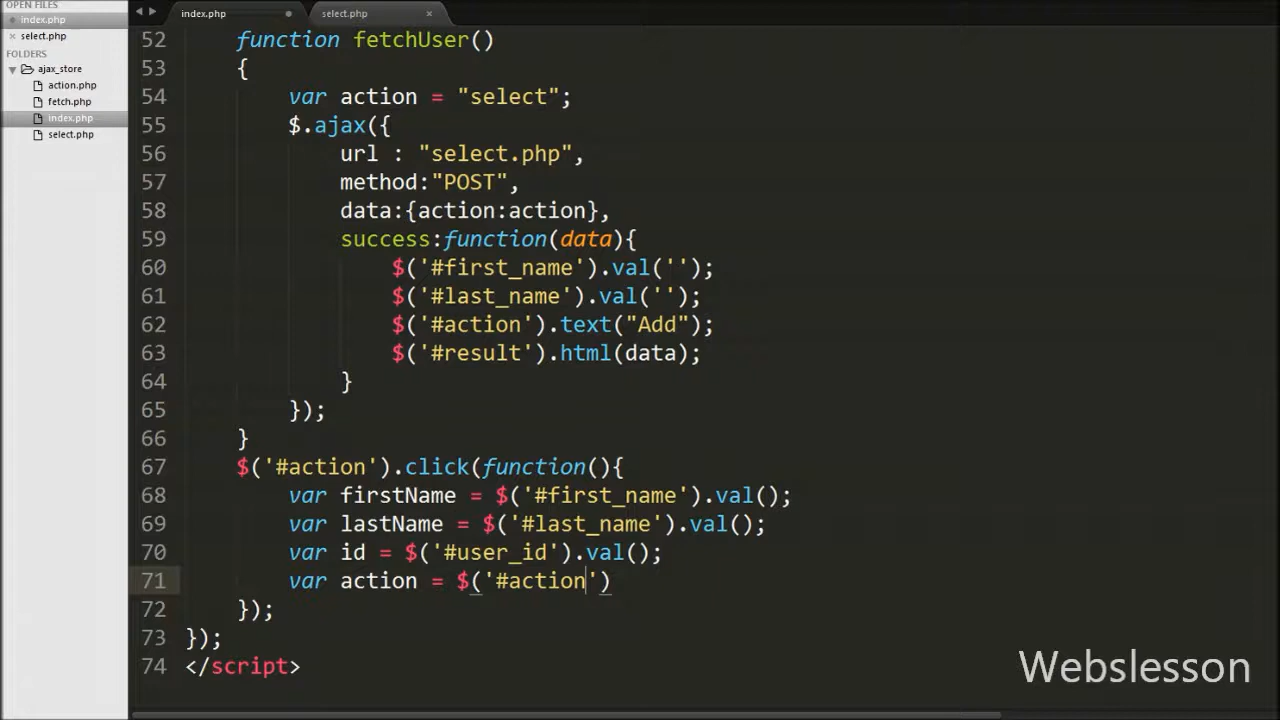 OPEN FILES
index.php
select.php
FOLDERS
ajax_store
action.php
fetch.php
index.php
select.php
index.php
select.php
52 function fetchUser()
53 {
54 var action = "select";
55 $.ajax({
56 url : "select.php",
57 method:"POST",
58 data:{action:action},
59 success:function(data){
60 $('#first_name').val('');
61 $('#last_name').val('');
62 $('#action').text("Add");
63 $('#result').html(data);
64 }
65 });
66 }
67 $('#action').click(function(){
68 var firstName = $('#first_name').val();
69 var lastName = $('#last_name').val();
70 var id = $('#user_id').val();
71 var action = $('#action')
72 });
73 });
74 </script>
Webslesson